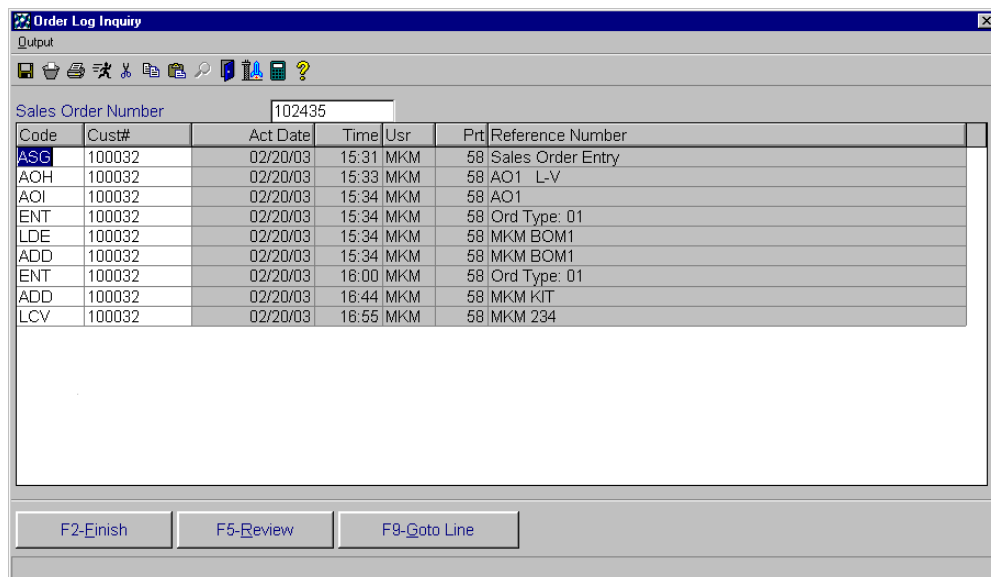 Order Log Inquiry
Output
Sales Order Number 102435
Code Cust# Act Date Time Usr Prt Reference Number
ASG 100032 02/20/03 15:31 MKM 58 Sales Order Entry
AOH 100032 02/20/03 15:33 MKM 58 AO1 L-V
AOI 100032 02/20/03 15:34 MKM 58 AO1
ENT 100032 02/20/03 15:34 MKM 58 Ord Type: 01
LDE 100032 02/20/03 15:34 MKM 58 MKM BOM1
ADD 100032 02/20/03 15:34 MKM 58 MKM BOM1
ENT 100032 02/20/03 16:00 MKM 58 Ord Type: 01
ADD 100032 02/20/03 16:44 MKM 58 MKM KIT
LCV 100032 02/20/03 16:55 MKM 58 MKM 234
F2-Finish F5-Review F9-Goto Line